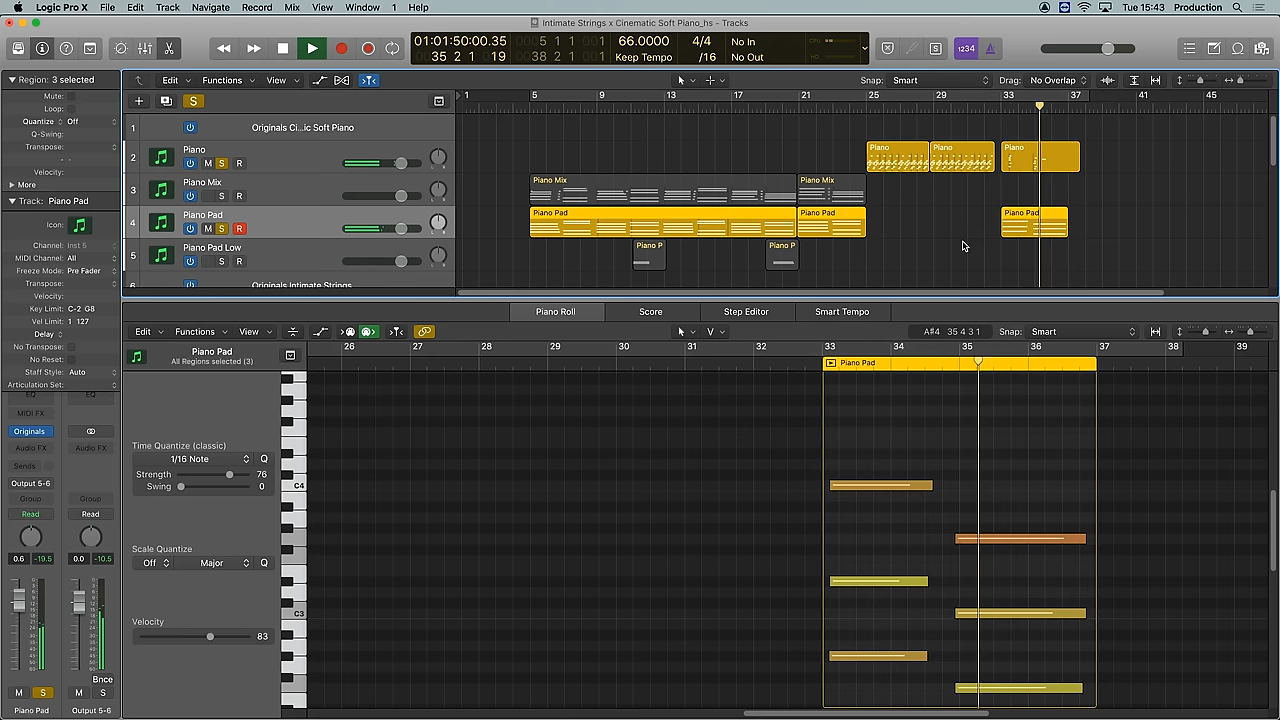 Logic Pro X File Edit Track Navigate Record Mix View Window 1 Help Tue 15:43 Production
Intimate Strings x Cinematic Soft Piano_hs - Tracks
01:01:50:00.35 5 1 1 1 66.0000 4/4 No In
35 2 1 19 38 2 1 1 Keep Tempo /16 No Out
1234
Region: 3 selected
Edit Functions View Snap: Smart Drag: No Overlap
Mute:
Loop:
Quantize Off
Q-Swing:
Transpose:
Velocity:
More
Track: Piano Pad
Icon:
Channel: Inst 5
MIDI Channel: All
Freeze Mode: Pre Fader
Transpose:
Velocity:
Key Limit: C-2 G8
Vel Limit: 1 127
Delay
No Transpose:
No Reset:
Staff Style: Auto
Articulation Set:
S
1 5 9 13 17 21 25 29 33 37 41 45
1 Originals Ci...ic Soft Piano
2 Piano M S R
Piano Piano Piano
3 Piano Mix S R
Piano Mix Piano Mix
4 Piano Pad M S R
Piano Pad Piano Pad Piano Pad
5 Piano Pad Low S R
Piano P Piano P
6 Originals Intimate Strings
Piano Roll Score Step Editor Smart Tempo
Edit Functions View A#4 35 4 3 1 Snap: Smart
Piano Pad
All Regions selected (3)
26 27 28 29 30 31 32 33 34 35 36 37 38 39
Piano Pad
Time Quantize (classic)
1/16 Note Q
Strength 76
Swing 0
Scale Quantize
Off Major Q
Velocity
83
C4
C3
EQ EQ
MIDI FX
Originals
Audio FX Audio FX
Sends
Output 5-6
Group Group
Read Read
0.6 -19.5 0.0 -10.5
Bnce
M S M S
Piano Pad Output 5-6